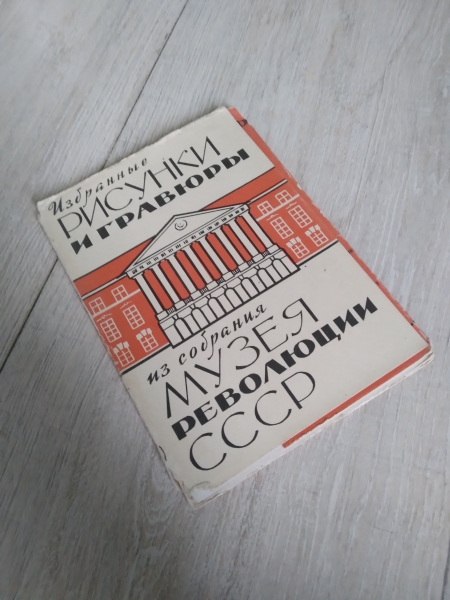 Избранные
РИСУНКИ
И ГРАВЮРЫ
из собрания
МУЗЕЯ
РЕВОЛЮЦИИ
СССР